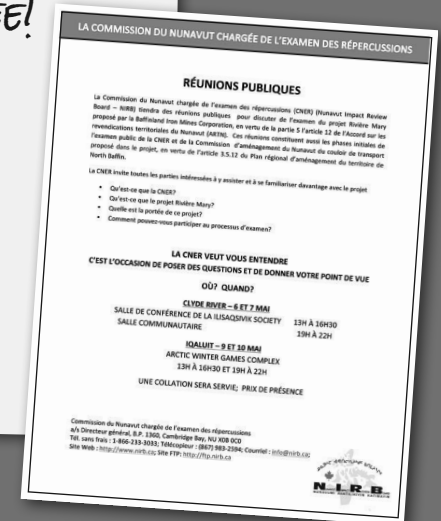 EE!
LA COMMISSION DU NUNAVUT CHARGÉE DE L'EXAMEN DES RÉPERCUSSIONS
RÉUNIONS PUBLIQUES
La Commission du Nunavut chargée de l'examen des répercussions (CNER) (Nunavut Impact Review
Board – NIRB) tiendra des réunions publiques pour discuter de l'examen du projet Rivière Mary
proposé par la Baffinland Iron Mines Corporation, en vertu de la partie 5 l'article 12 de l'Accord sur les
revendications territoriales du Nunavut (ARTN). Ces réunions constituent aussi les phases initiales de
l'examen public de la CNER et de la Commission d'aménagement du Nunavut du couloir de transport
proposé dans le projet, en vertu de l'article 3.5.12 du Plan régional d'aménagement du territoire de
North Baffin.
La CNER invite toutes les parties intéressées à y assister et à se familiariser davantage avec le projet
• Qu'est-ce que la CNER?
• Qu'est-ce que le projet Rivière Mary?
• Quelle est la portée de ce projet?
• Comment pouvez-vous participer au processus d'examen?
LA CNER VEUT VOUS ENTENDRE
C'EST L'OCCASION DE POSER DES QUESTIONS ET DE DONNER VOTRE POINT DE VUE
OÙ? QUAND?
CLYDE RIVER – 6 ET 7 MAI
SALLE DE CONFÉRENCE DE LA ILISAQSIVIK SOCIETY 13H À 16H30
SALLE COMMUNAUTAIRE 19H À 22H
IQALUIT – 9 ET 10 MAI
ARCTIC WINTER GAMES COMPLEX
13H À 16H30 ET 19H À 22H
UNE COLLATION SERA SERVIE; PRIX DE PRÉSENCE
Commission du Nunavut chargée de l'examen des répercussions
a/s Directeur général, B.P. 1360, Cambridge Bay, NU X0B 0C0
Tél. sans frais : 1-866-233-3033; Télécopieur : (867) 983-2594; Courriel : info@nirb.ca;
Site Web : http://www.nirb.ca; Site FTP: http://ftp.nirb.ca
N.I.R.B